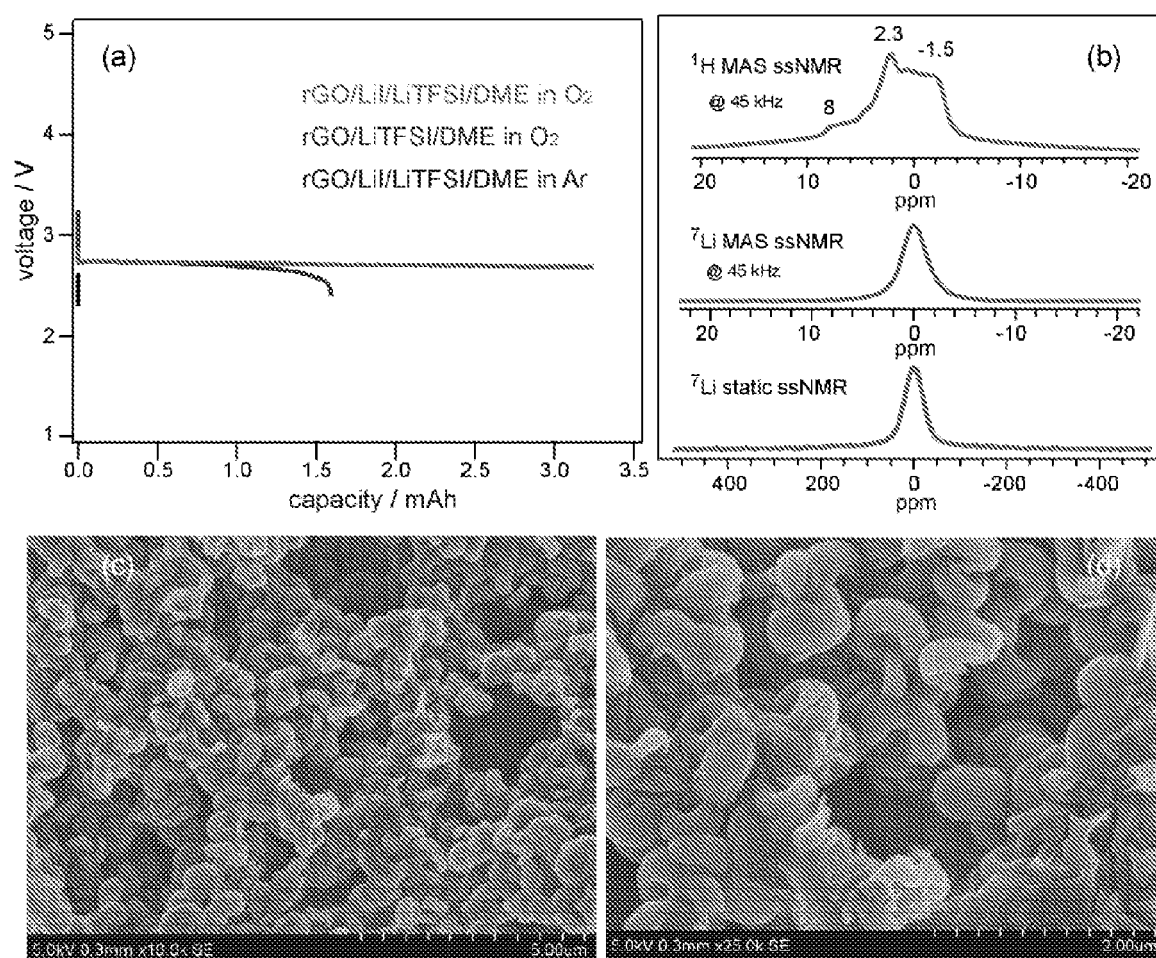 (a)
rGO/LiI/LiTFSI/DME in O2
rGO/LiTFSI/DME in O2
rGO/LiI/LiTFSI/DME in Ar
voltage / V
5
4
3
2
1
0.0 0.5 1.0 1.5 2.0 2.5 3.0 3.5
capacity / mAh
(b)
2.3
-1.5
8
1H MAS ssNMR
@ 45 kHz
20 10 0 -10 -20
ppm
7Li MAS ssNMR
@ 45 kHz
20 10 0 -10 -20
ppm
7Li static ssNMR
400 200 0 -200 -400
ppm
(c)
5.0kV 0.3mm x10.0k SE 5.00um
(d)
5.0kV 0.3mm x25.0k SE 2.00um